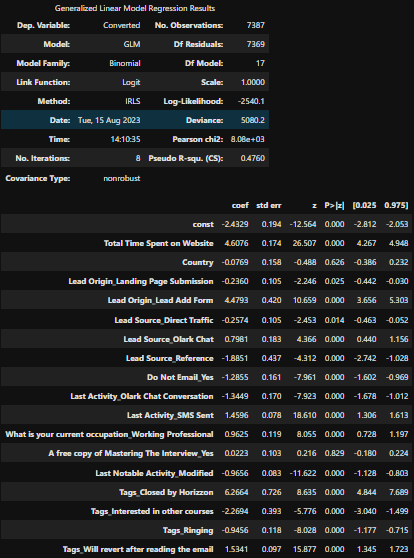 Generalized Linear Model Regression Results
Dep. Variable: Converted No. Observations: 7387
Model: GLM Df Residuals: 7369
Model Family: Binomial Df Model: 17
Link Function: Logit Scale: 1.0000
Method: IRLS Log-Likelihood: -2540.1
Date: Tue, 15 Aug 2023 Deviance: 5080.2
Time: 14:10:35 Pearson chi2: 8.08e+03
No. Iterations: 8 Pseudo R-squ. (CS): 0.4760
Covariance Type: nonrobust
coef std err z P>|z| [0.025 0.975]
const -2.4329 0.194 -12.564 0.000 -2.812 -2.053
Total Time Spent on Website 4.6076 0.174 26.507 0.000 4.267 4.948
Country -0.0769 0.158 -0.488 0.626 -0.386 0.232
Lead Origin_Landing Page Submission -0.2360 0.105 -2.246 0.025 -0.442 -0.030
Lead Origin_Lead Add Form 4.4793 0.420 10.659 0.000 3.656 5.303
Lead Source_Direct Traffic -0.2574 0.105 -2.453 0.014 -0.463 -0.052
Lead Source_Olark Chat 0.7981 0.183 4.366 0.000 0.440 1.156
Lead Source_Reference -1.8851 0.437 -4.312 0.000 -2.742 -1.028
Do Not Email_Yes -1.2855 0.161 -7.961 0.000 -1.602 -0.969
Last Activity_Olark Chat Conversation -1.3449 0.170 -7.923 0.000 -1.678 -1.012
Last Activity_SMS Sent 1.4596 0.078 18.610 0.000 1.306 1.613
What is your current occupation_Working Professional 0.9625 0.119 8.055 0.000 0.728 1.197
A free copy of Mastering The Interview_Yes 0.0223 0.103 0.216 0.829 -0.180 0.224
Last Notable Activity_Modified -0.9656 0.083 -11.622 0.000 -1.128 -0.803
Tags_Closed by Horizzon 6.2664 0.726 8.635 0.000 4.844 7.689
Tags_Interested in other courses -2.2694 0.393 -5.776 0.000 -3.040 -1.499
Tags_Ringing -0.9456 0.118 -8.028 0.000 -1.177 -0.715
Tags_Will revert after reading the email 1.5341 0.097 15.877 0.000 1.345 1.723